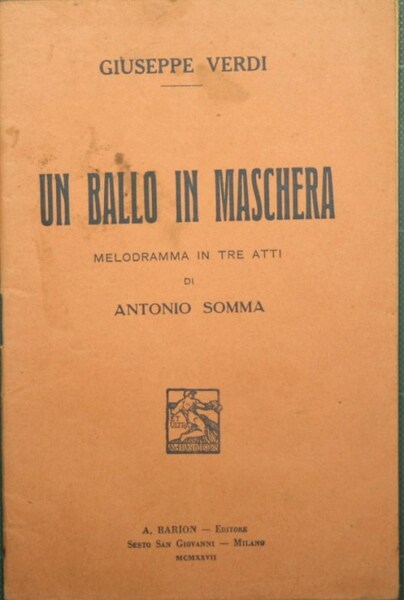 GIUSEPPE VERDI
UN BALLO IN MASCHERA
MELODRAMMA IN TRE ATTI
DI
ANTONIO SOMMA
A. BARION — Editore
Sesto San Giovanni — Milano
MCMXXVII